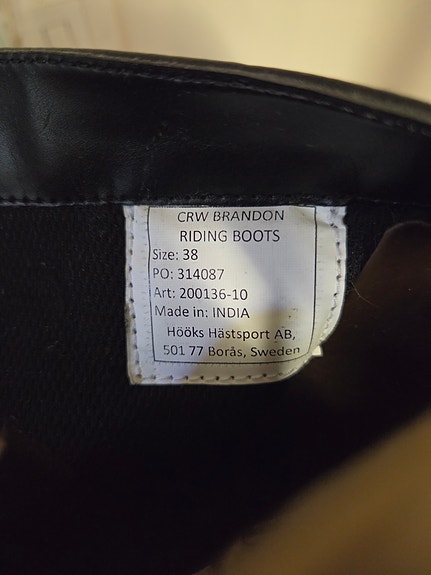 CRW BRANDON
RIDING BOOTS
Size: 38
PO: 314087
Art: 200136-10
Made in: INDIA
Hööks Hästsport AB,
501 77 Borås, Sweden